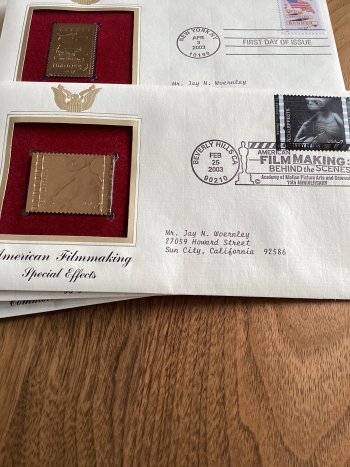 NEW YORK NY
APR
3
2003
10199
FIRST DAY OF ISSUE
Mr. Jay N. Woernley
BEVERLY HILLS CA
FEB
25
2003
90210
AMERICAN
FILMMAKING:
BEHIND the SCENES
Academy of Motion Picture Arts and Sciences
75th ANNIVERSARY
Mr. Jay N. Woernley
27059 Howard Street
Sun City, California 92586
American Filmmaking
Special Effects